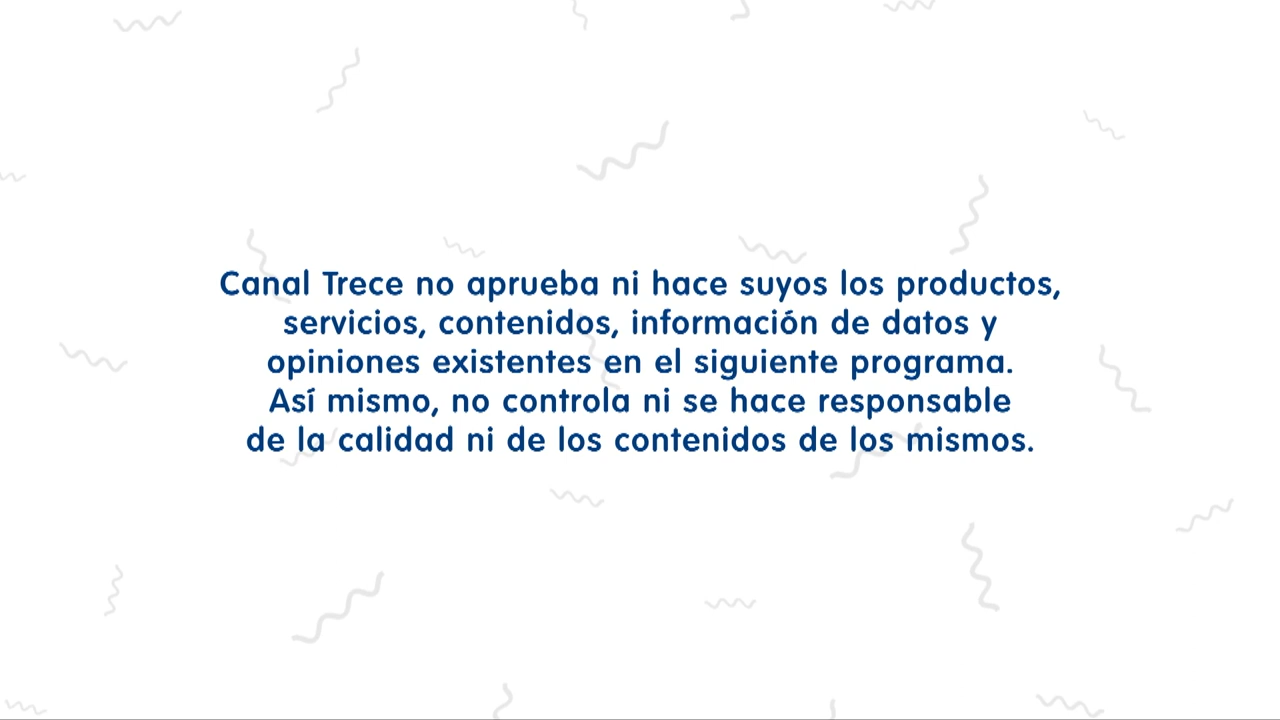 Canal Trece no aprueba ni hace suyos los productos,
servicios, contenidos, información de datos y
opiniones existentes en el siguiente programa.
Así mismo, no controla ni se hace responsable
de la calidad ni de los contenidos de los mismos.